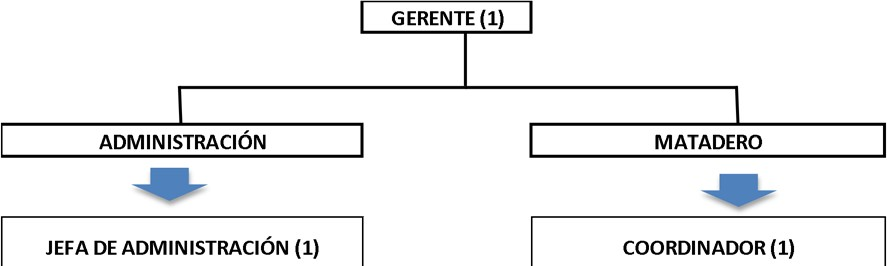 GERENTE (1)
ADMINISTRACIÓN
MATADERO
JEFA DE ADMINISTRACIÓN (1)
COORDINADOR (1)